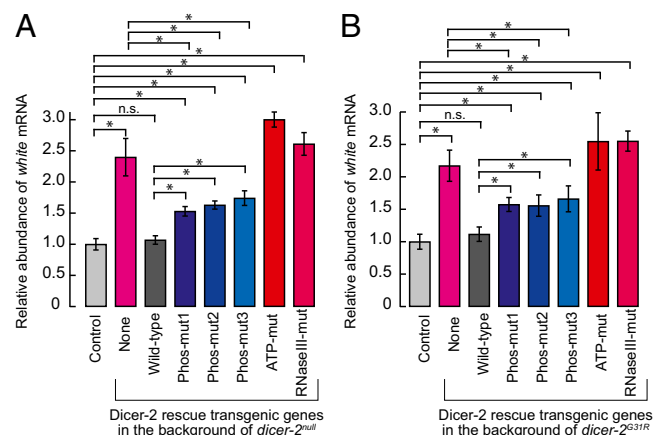 A
Relative abundance of white mRNA
*
*
*
*
*
*
*
*
n.s.
*
*
*
*
3.0
2.5
2.0
1.5
1.0
0.5
0
Control
None
Wild-type
Phos-mut1
Phos-mut2
Phos-mut3
ATP-mut
RNaseIII-mut
Dicer-2 rescue transgenic genes
in the background of dicer-2null
B
Relative abundance of white mRNA
*
*
*
*
*
*
*
*
n.s.
*
*
*
*
3.0
2.5
2.0
1.5
1.0
0.5
0
Control
None
Wild-type
Phos-mut1
Phos-mut2
Phos-mut3
ATP-mut
RNaseIII-mut
Dicer-2 rescue transgenic genes
in the background of dicer-2G31R